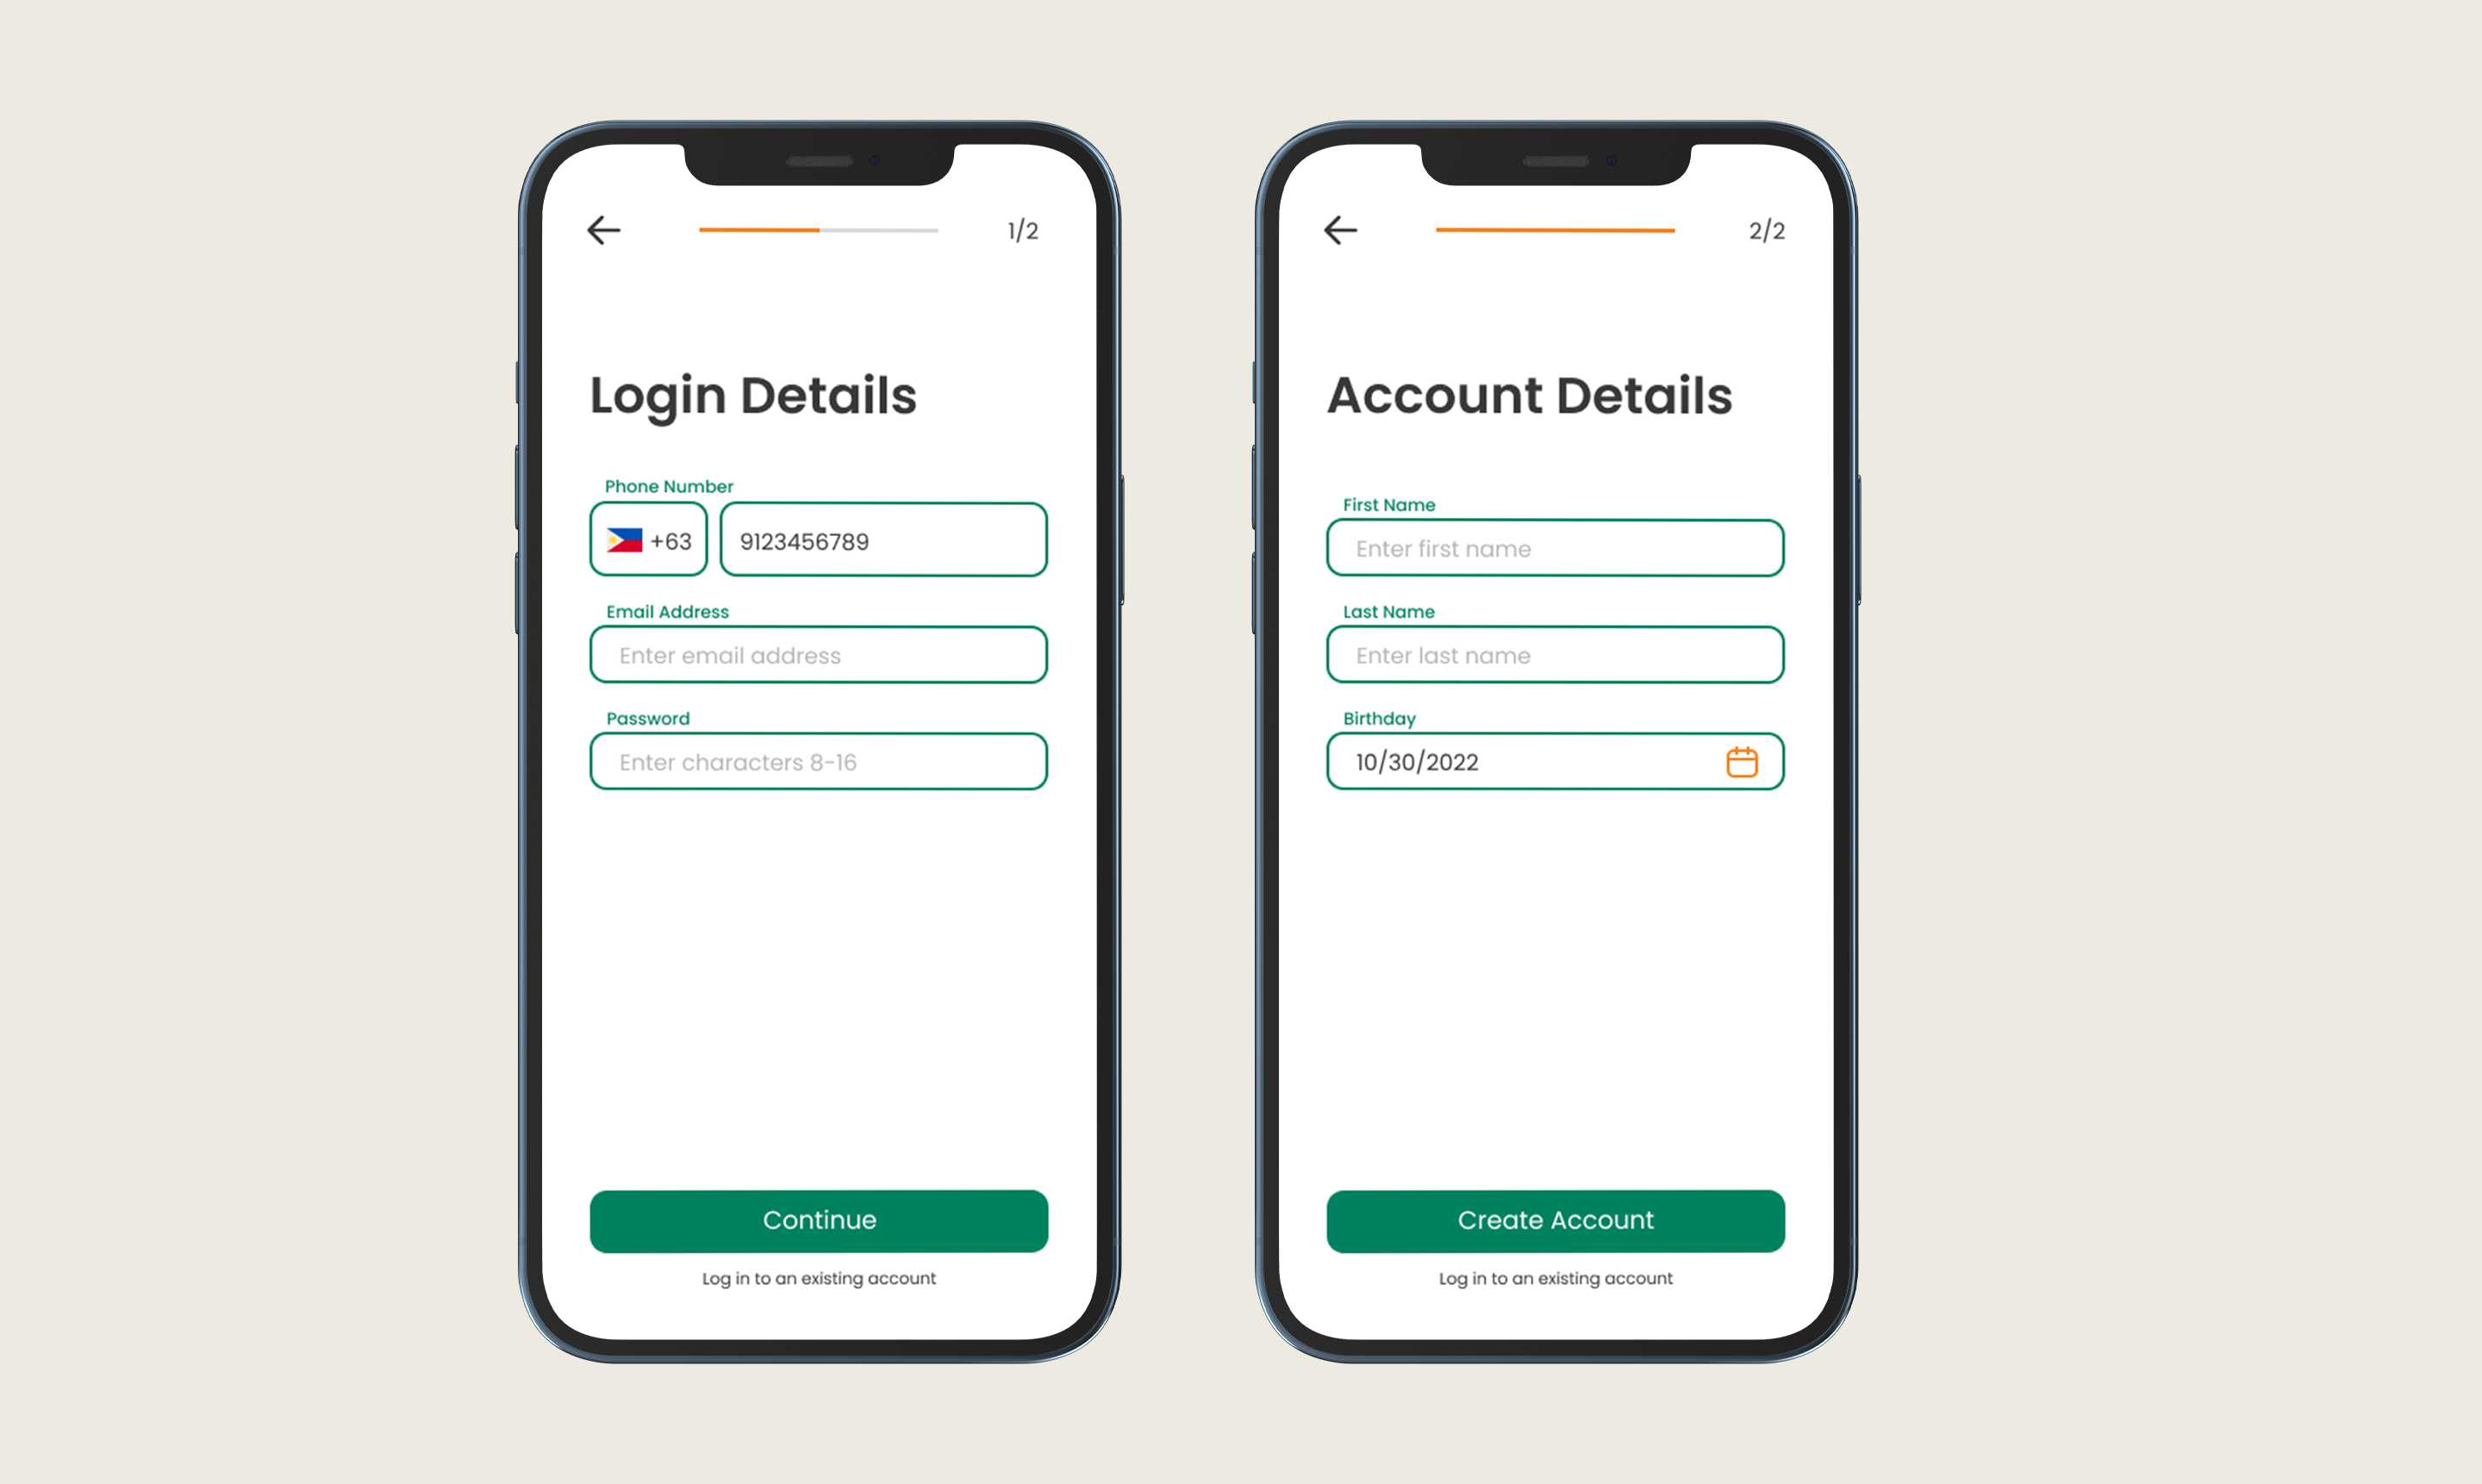 1/2
Login Details
Phone Number
+63 9123456789
Email Address
Enter email address
Password
Enter characters 8-16
Continue
Log in to an existing account
2/2
Account Details
First Name
Enter first name
Last Name
Enter last name
Birthday
10/30/2022
Create Account
Log in to an existing account